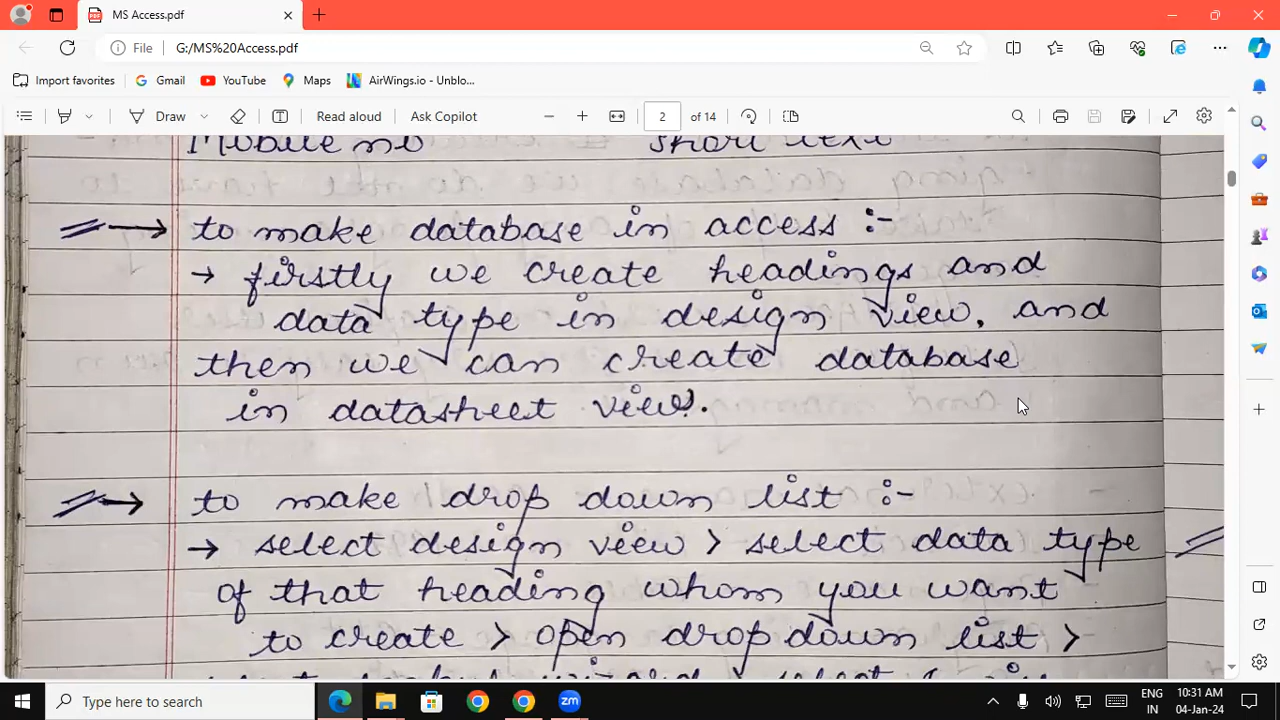 MS Access.pdf
File G:/MS%20Access.pdf
Import favorites Gmail YouTube Maps AirWings.io - Unblo...
Draw Read aloud Ask Copilot 2 of 14
Mobile no short text
to make database in access :-
→ firstly we create headings and
data type in design view, and
then we can create database
in datasheet view.
to make drop down list :-
→ select design view > select data type
of that heading whom you want
to create > open drop down list >
Type here to search
ENG
IN
10:31 AM
04-Jan-24